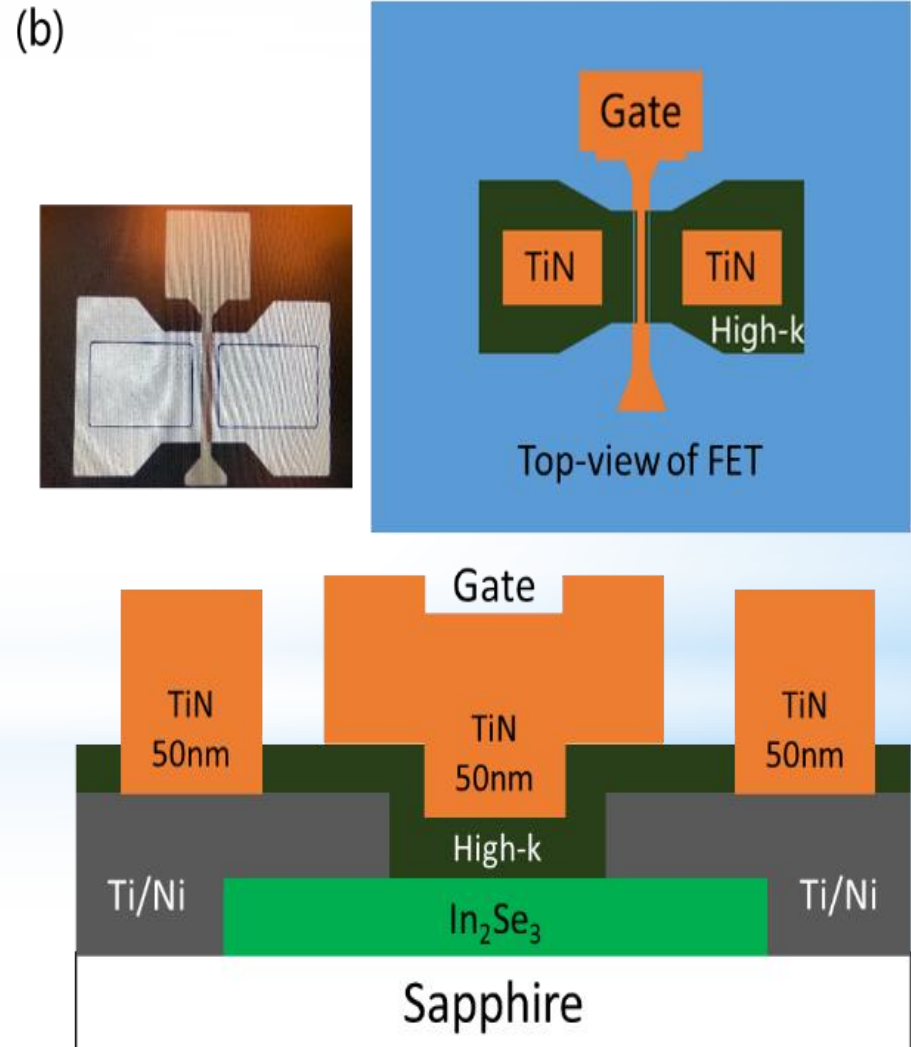 (b)
Gate
TiN
TiN
High-k
Top-view of FET
Gate
TiN
50nm
TiN
50nm
TiN
50nm
High-k
Ti/Ni
Ti/Ni
In₂Se₃
Sapphire